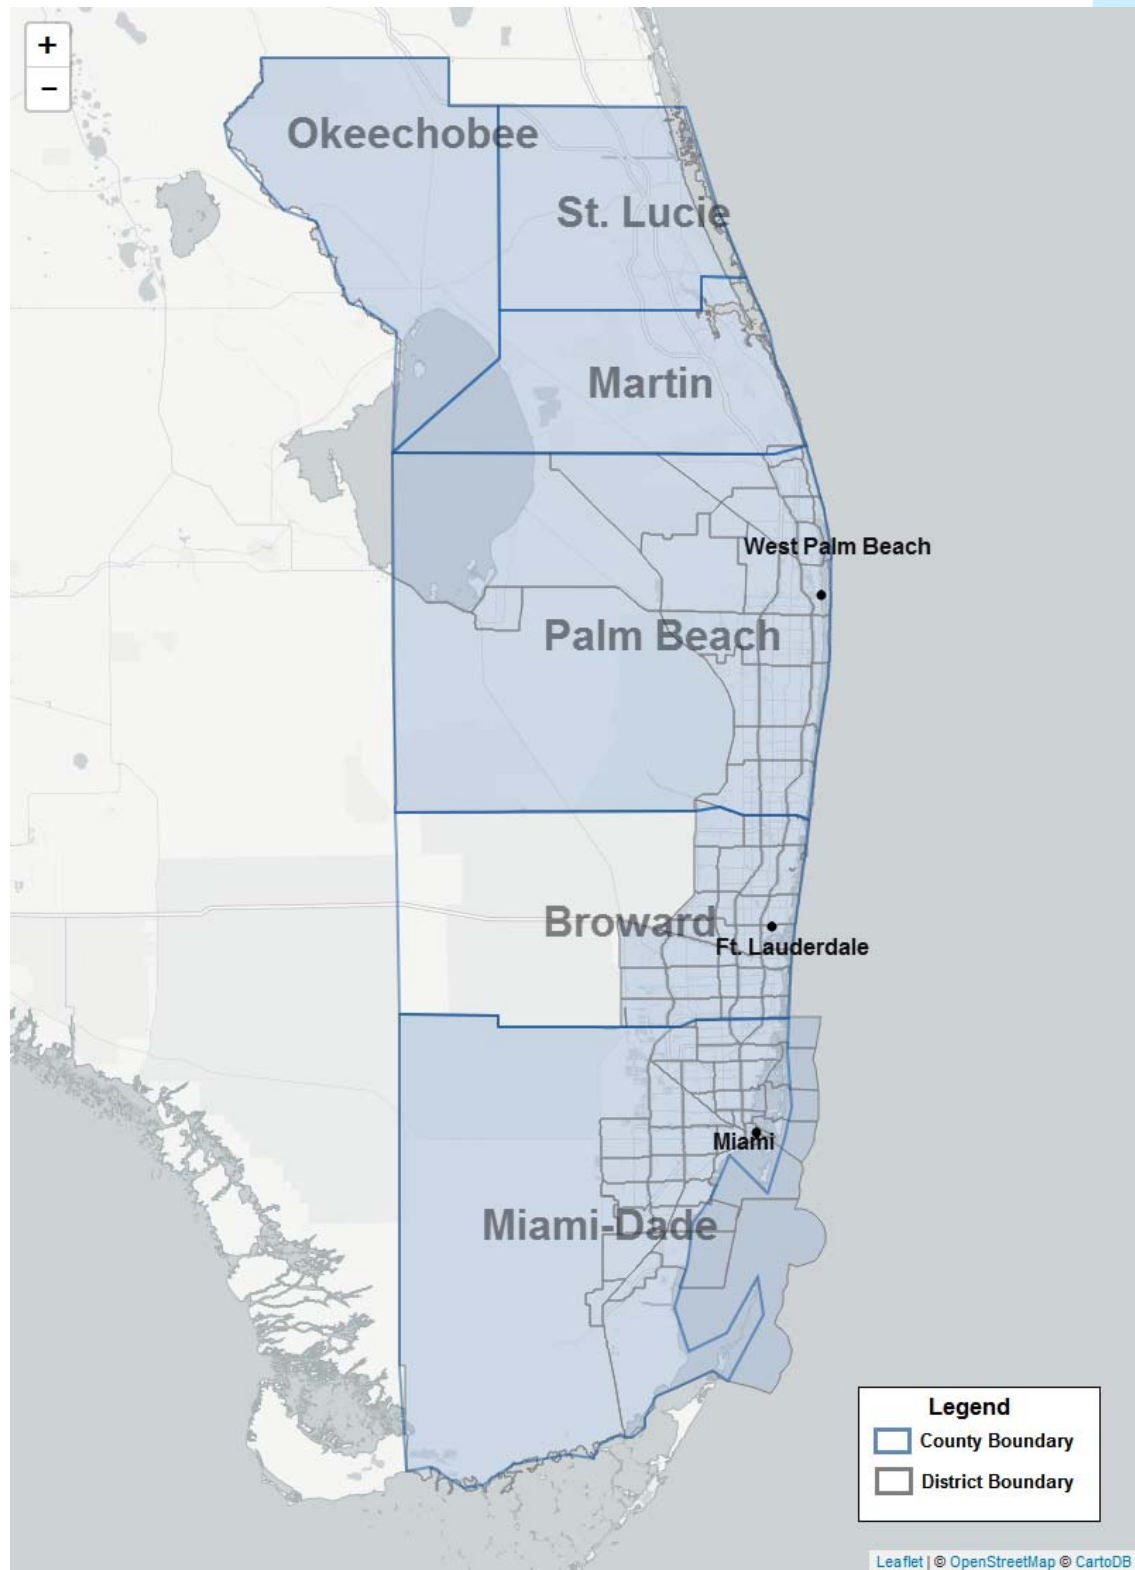 +
−
Okeechobee
St. Lucie
Martin
West Palm Beach
Palm Beach
Broward
Ft. Lauderdale
Miami
Miami-Dade
Legend
County Boundary
District Boundary
Leaflet | © OpenStreetMap © CartoDB